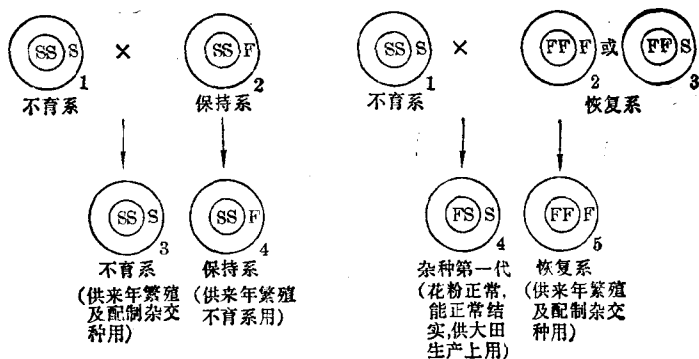 SS S × SS F
1 2
不育系 保持系
SS S SS F
3 4
不育系 保持系
(供来年繁殖 (供来年繁殖
及配制杂交 不育系用)
种用)
SS S × FF F 或 FF S
1 2 3
不育系 恢复系
FS S FF F
4 5
杂种第一代 恢复系
(花粉正常, (供来年繁殖
能正常结 及配制杂交
实,供大田 种用)
生产上用)